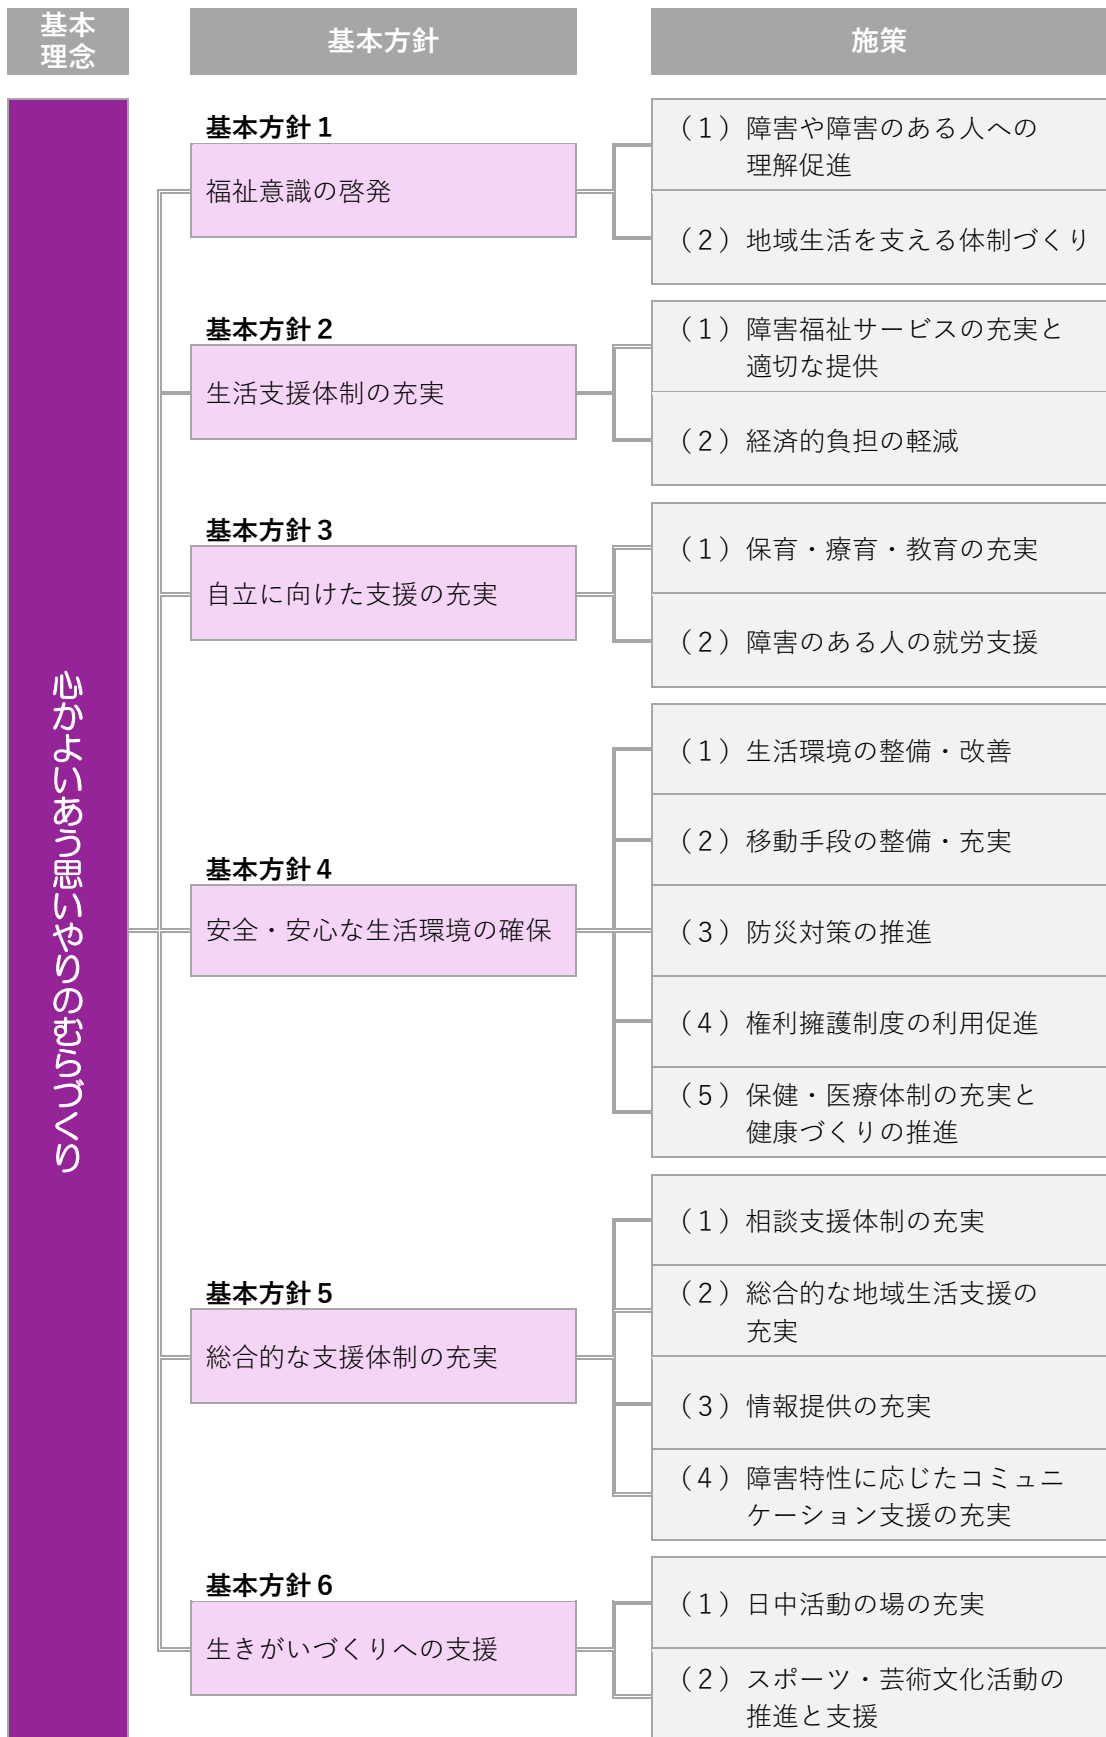 基本
理念
基本方針
施策
心かよいあう思いやりのむらづくり
基本方針１
福祉意識の啓発
（１）障害や障害のある人への
理解促進
（２）地域生活を支える体制づくり
基本方針２
生活支援体制の充実
（１）障害福祉サービスの充実と
適切な提供
（２）経済的負担の軽減
基本方針３
自立に向けた支援の充実
（１）保育・療育・教育の充実
（２）障害のある人の就労支援
基本方針４
安全・安心な生活環境の確保
（１）生活環境の整備・改善
（２）移動手段の整備・充実
（３）防災対策の推進
（４）権利擁護制度の利用促進
（５）保健・医療体制の充実と
健康づくりの推進
基本方針５
総合的な支援体制の充実
（１）相談支援体制の充実
（２）総合的な地域生活支援の
充実
（３）情報提供の充実
（４）障害特性に応じたコミュニ
ケーション支援の充実
基本方針６
生きがいづくりへの支援
（１）日中活動の場の充実
（２）スポーツ・芸術文化活動の
推進と支援